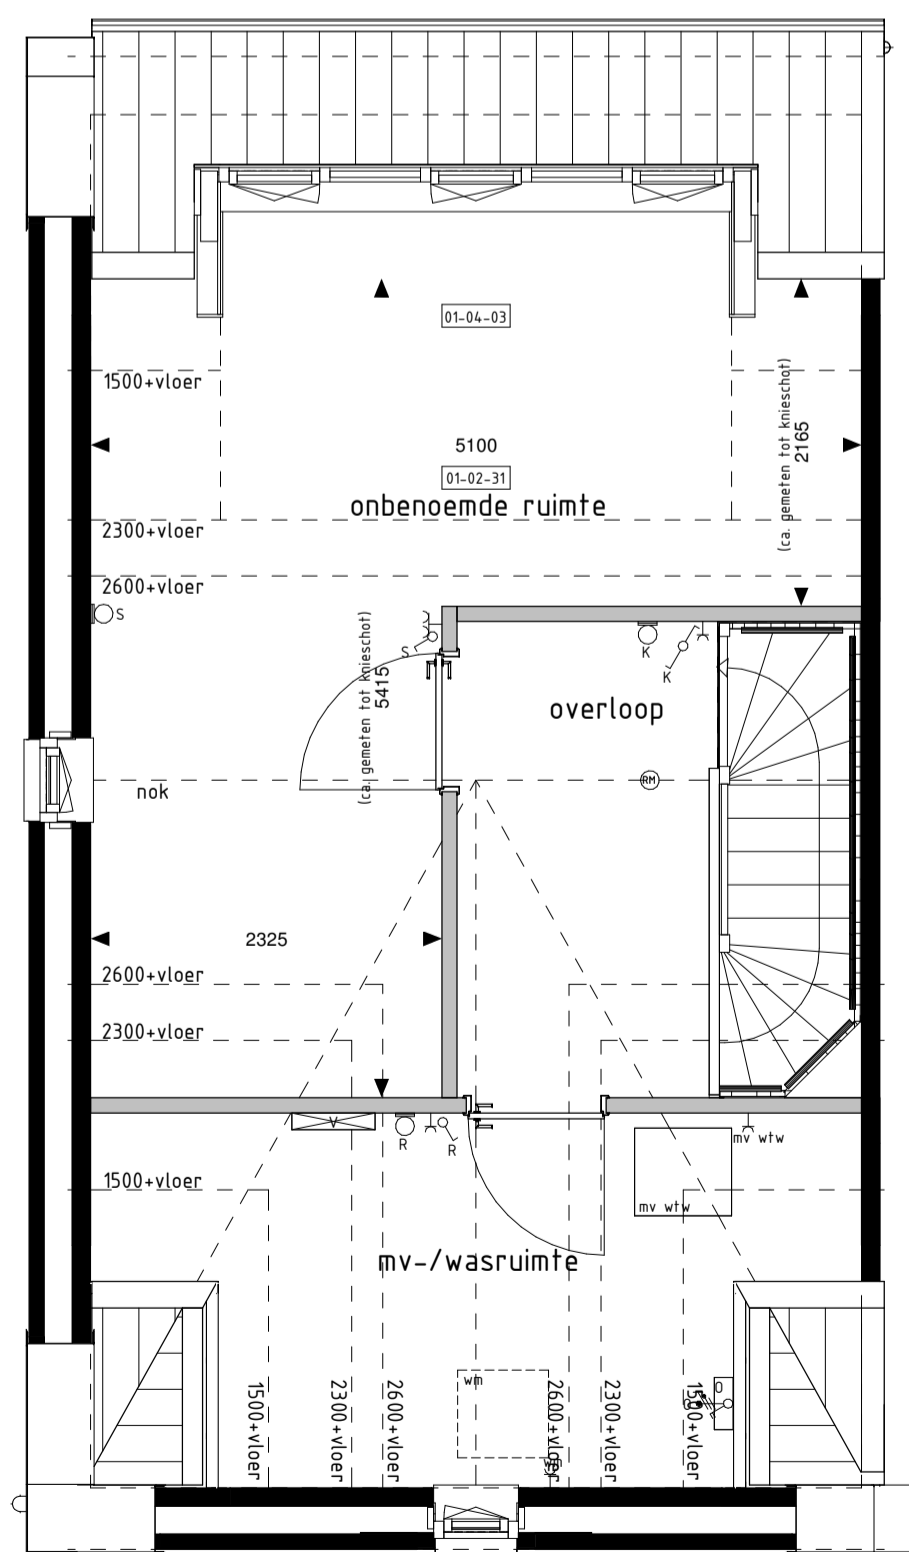 01-04-03
1500+vloer
5100
(ca. gemeten tot knieschot)
2165
01-02-31
onbenoemde ruimte
2300+vloer
2600+vloer
S
S
K
K
(ca. gemeten tot knieschot)
5415
overloop
nok
RM
2325
2600+vloer
2300+vloer
V
R
R
mv wtw
1500+vloer
mv wtw
mv-/wasruimte
wm
1500+vloer
2300+vloer
2600+vloer
2600+vloer
wm
2300+vloer
1500+vloer